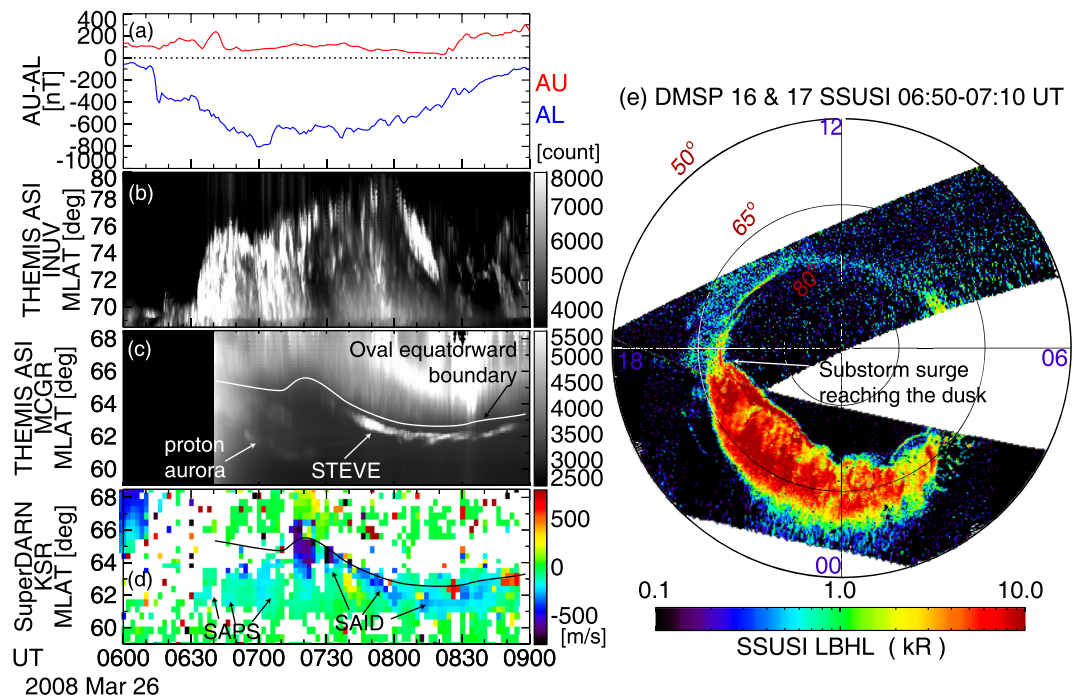 (a)
400
200
0
-200
-400
-600
-800
-1000
AU-AL
[nT]
AU
AL
(b)
80
78
76
74
72
70
THEMIS ASI
INUV
MLAT [deg]
[count]
8000
7000
6000
5000
4000
(c)
68
66
64
62
60
THEMIS ASI
MCGR
MLAT [deg]
Oval equatorward
boundary
proton
aurora
STEVE
5500
5000
4500
4000
3500
3000
2500
(d)
68
66
64
62
60
SuperDARN
KSR
MLAT [deg]
SAPS
SAID
500
0
-500
[m/s]
UT
0600 0630 0700 0730 0800 0830 0900
2008 Mar 26
(e) DMSP 16 & 17 SSUSI 06:50-07:10 UT
12
50°
65°
80
18
06
Substorm surge
reaching the dusk
00
0.1 1.0 10.0
SSUSI LBHL ( kR )